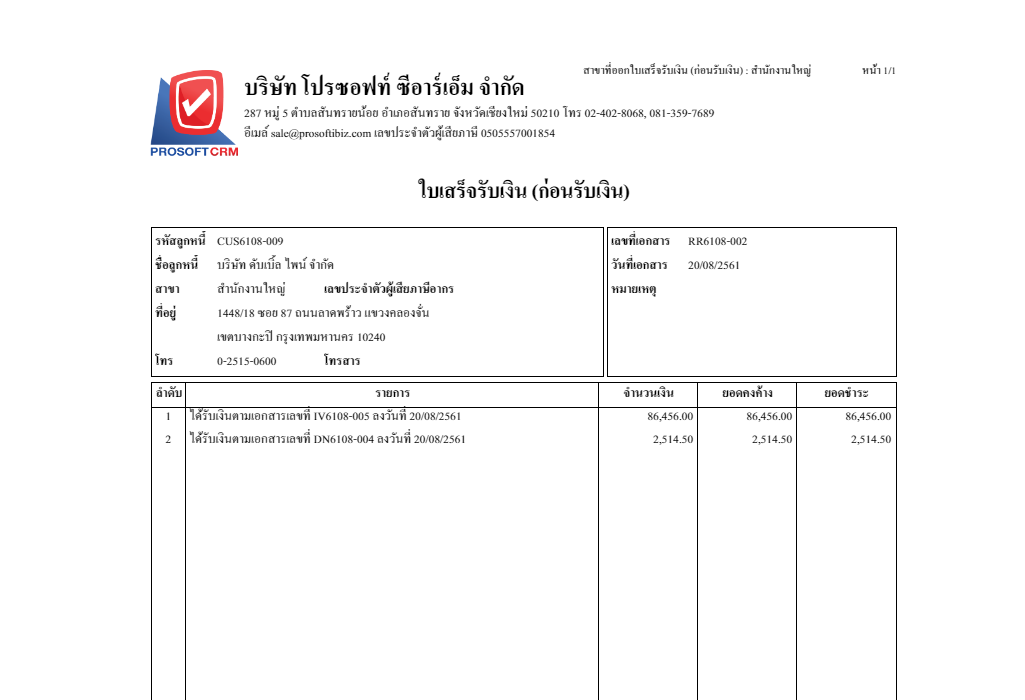 สาขาที่ออกใบเสร็จรับเงิน (ก่อนรับเงิน) : สำนักงานใหญ่ หน้า 1/1
บริษัท โปรซอฟท์ ซีอาร์เอ็ม จำกัด
287 หมู่ 5 ตำบลสันทรายน้อย อำเภอสันทราย จังหวัดเชียงใหม่ 50210 โทร 02-402-8068, 081-359-7689
อีเมล์ sale@prosoftibiz.com เลขประจำตัวผู้เสียภาษี 0505557001854
PROSOFTCRM
ใบเสร็จรับเงิน (ก่อนรับเงิน)
รหัสลูกหนี้ CUS6108-009 เลขที่เอกสาร RR6108-002
ชื่อลูกหนี้ บริษัท ดับเบิ้ล ไพน์ จำกัด วันที่เอกสาร 20/08/2561
สาขา สำนักงานใหญ่ เลขประจำตัวผู้เสียภาษีอากร หมายเหตุ
ที่อยู่ 1448/18 ซอย 87 ถนนลาดพร้าว แขวงคลองจั่น
เขตบางกะปิ กรุงเทพมหานคร 10240
โทร 0-2515-0600 โทรสาร
ลำดับ รายการ จำนวนเงิน ยอดคงค้าง ยอดชำระ
1 ได้รับเงินตามเอกสารเลขที่ IV6108-005 ลงวันที่ 20/08/2561 86,456.00 86,456.00 86,456.00
2 ได้รับเงินตามเอกสารเลขที่ DN6108-004 ลงวันที่ 20/08/2561 2,514.50 2,514.50 2,514.50